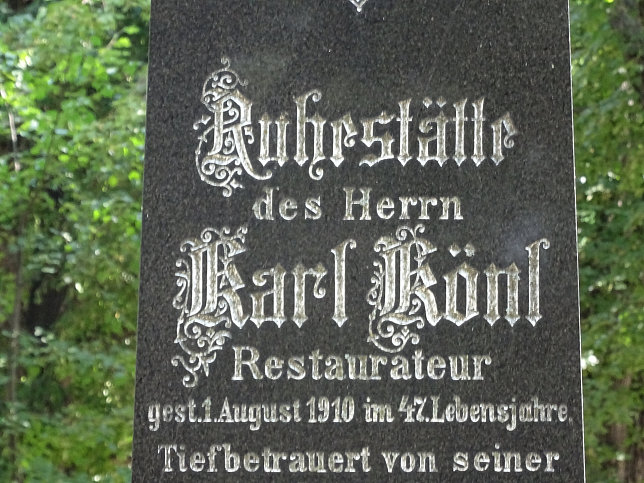 Ruhestätte
des Herrn
Karl Könl
Restaurateur
gest. 1. August 1910 im 47. Lebensjahre.
Tiefbetrauert von seiner